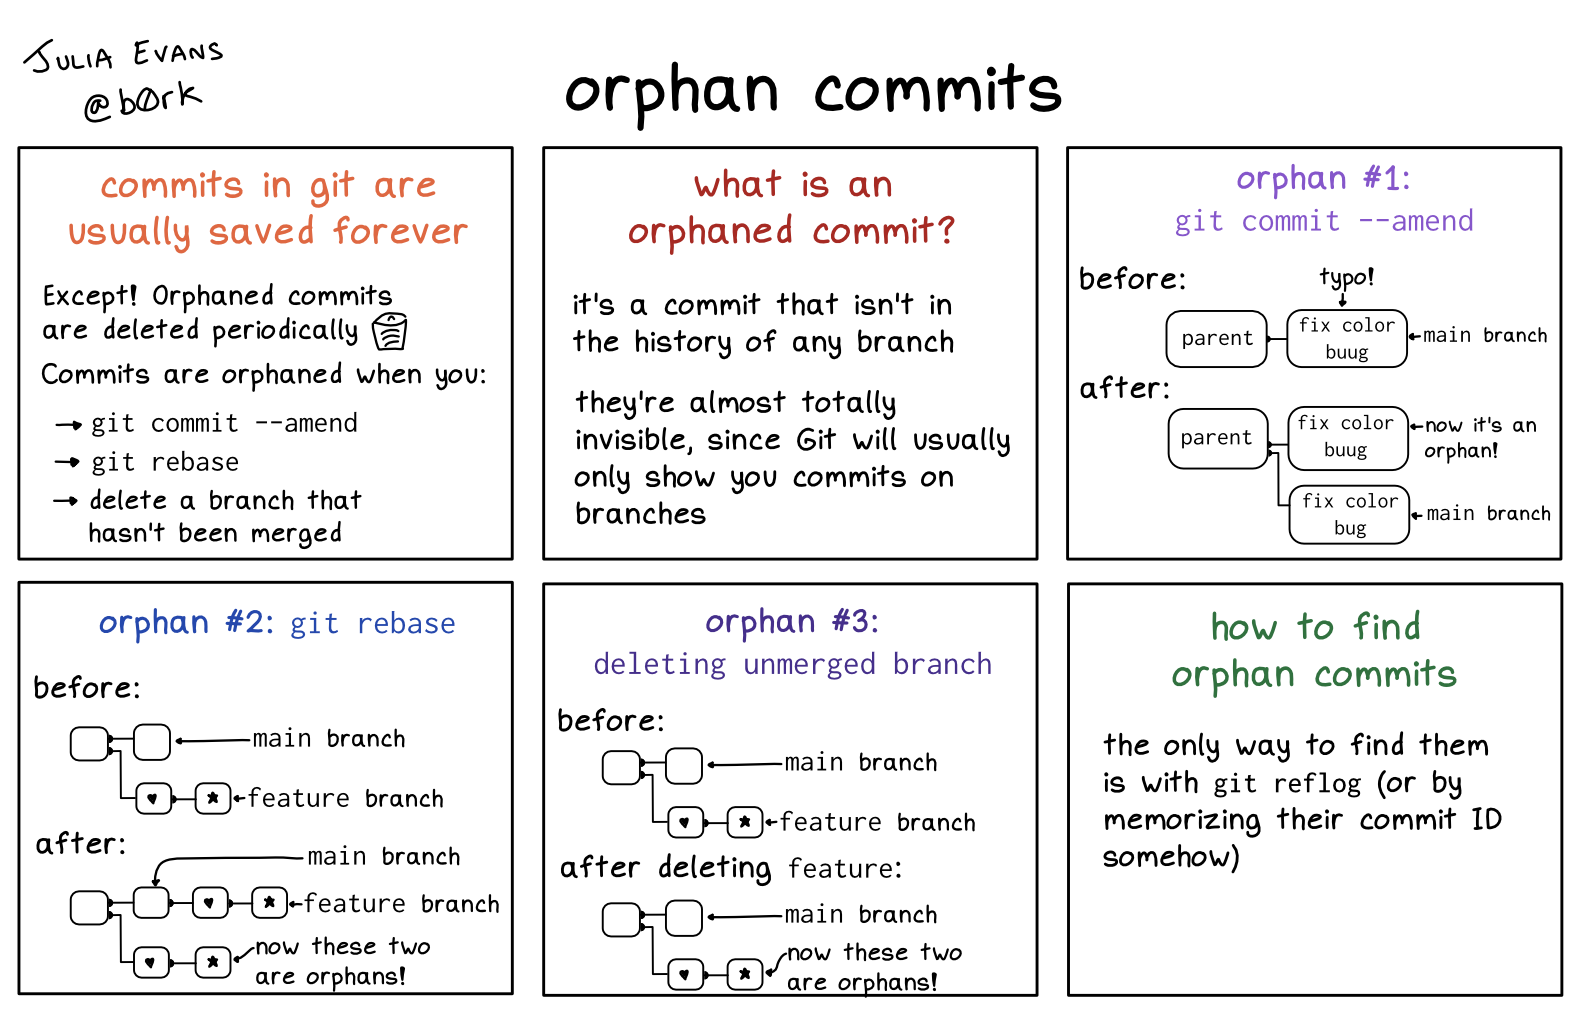 JULIA EVANS
@b0rk
orphan commits
commits in git are
usually saved forever
Except! Orphaned commits
are deleted periodically
Commits are orphaned when you:
→ git commit --amend
→ git rebase
→ delete a branch that
hasn't been merged
what is an
orphaned commit?
it's a commit that isn't in
the history of any branch
they're almost totally
invisible, since Git will usually
only show you commits on
branches
orphan #1:
git commit --amend
before:
typo!
parent
fix color
buug
main branch
after:
parent
fix color
buug
now it's an
orphan!
fix color
bug
main branch
orphan #2: git rebase
before:
main branch
feature branch
after:
main branch
feature branch
now these two
are orphans!
orphan #3:
deleting unmerged branch
before:
main branch
feature branch
after deleting feature:
main branch
now these two
are orphans!
how to find
orphan commits
the only way to find them
is with git reflog (or by
memorizing their commit ID
somehow)